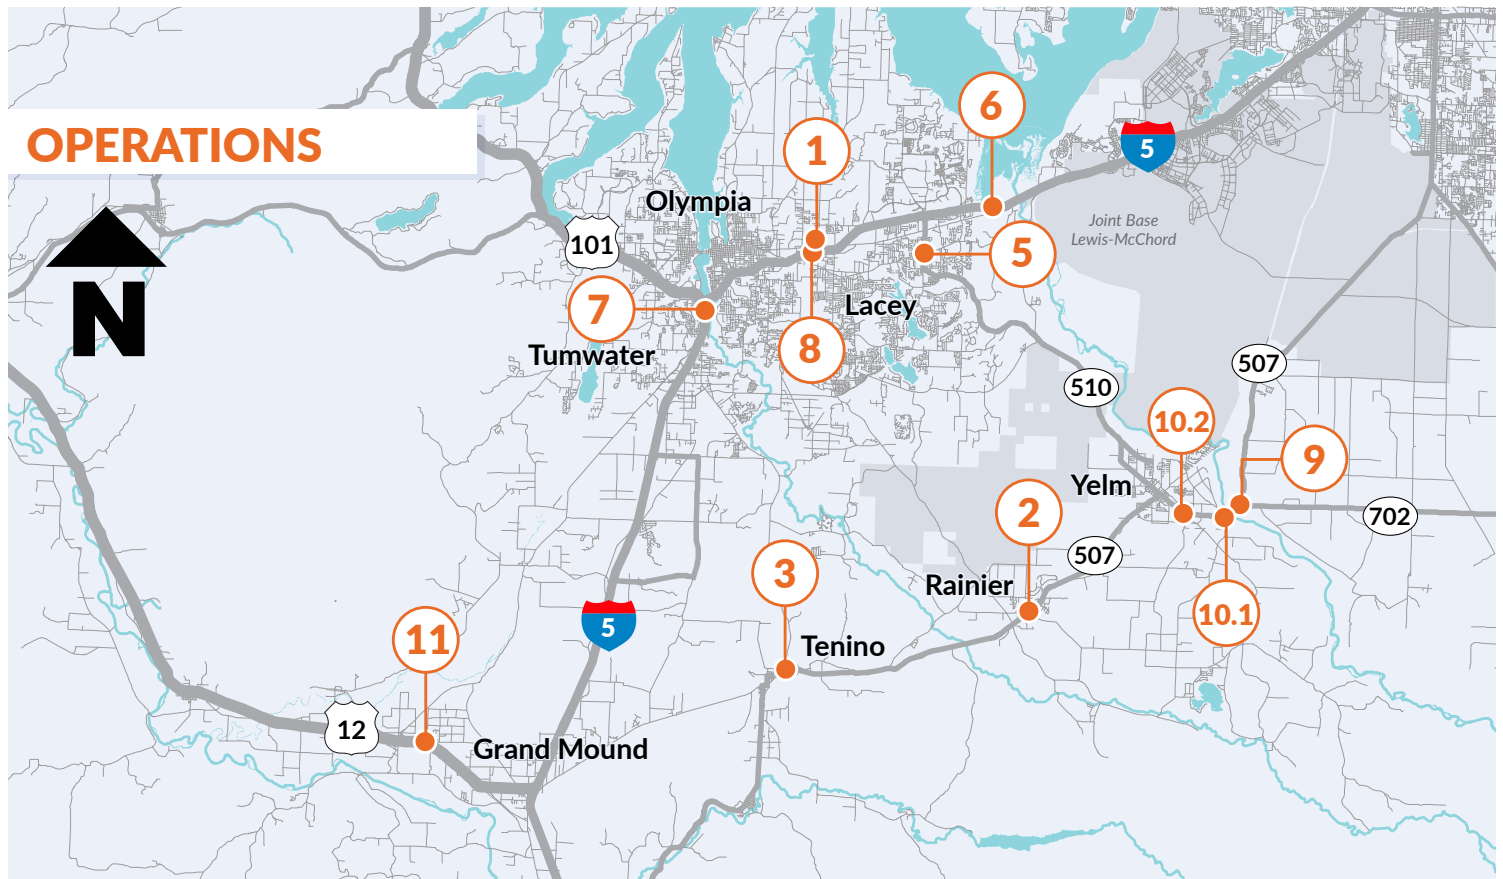 OPERATIONS
N
6
1
Olympia
5
Joint Base
Lewis-McChord
101
5
7
Lacey
8
Tumwater
507
510
10.2
9
Yelm
2
702
507
3
Rainier
10.1
5
11
Tenino
12
Grand Mound